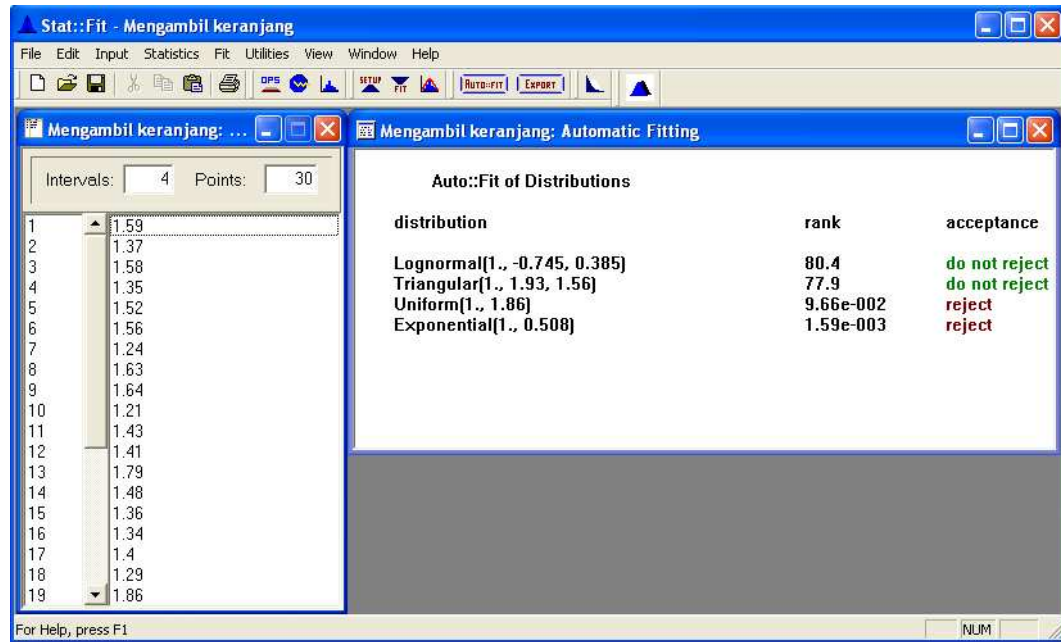 Stat::Fit - Mengambil keranjang
File Edit Input Statistics Fit Utilities View Window Help
OPS SETUP FIT AUTO::FIT EXPORT
Mengambil keranjang: ...
Intervals: 4 Points: 30
1 1.59
2 1.37
3 1.58
4 1.35
5 1.52
6 1.56
7 1.24
8 1.63
9 1.64
10 1.21
11 1.43
12 1.41
13 1.79
14 1.48
15 1.36
16 1.34
17 1.4
18 1.29
19 1.86
Mengambil keranjang: Automatic Fitting
Auto::Fit of Distributions
distribution rank acceptance
Lognormal(1., -0.745, 0.385) 80.4 do not reject
Triangular(1., 1.93, 1.56) 77.9 do not reject
Uniform(1., 1.86) 9.66e-002 reject
Exponential(1., 0.508) 1.59e-003 reject
For Help, press F1 NUM